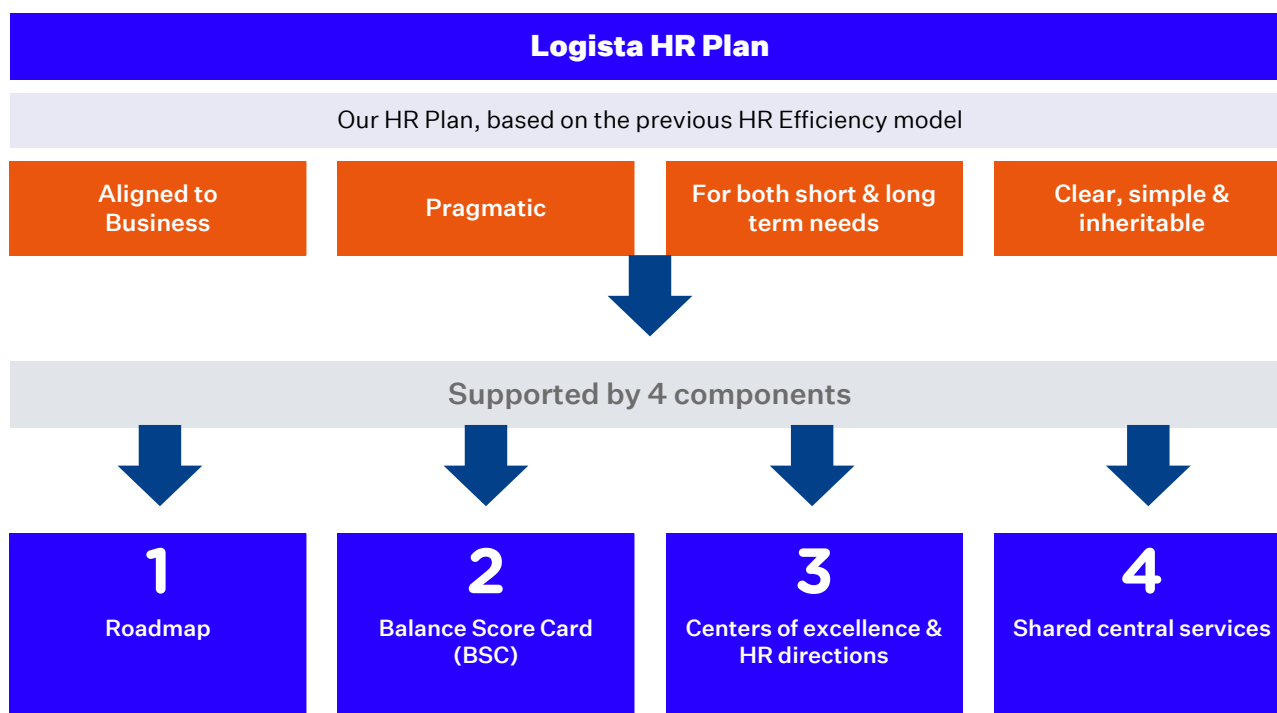 Logista HR Plan
Our HR Plan, based on the previous HR Efficiency model
Aligned to
Business
Pragmatic
For both short & long
term needs
Clear, simple &
inheritable
Supported by 4 components
1
Roadmap
2
Balance Score Card
(BSC)
3
Centers of excellence &
HR directions
4
Shared central services